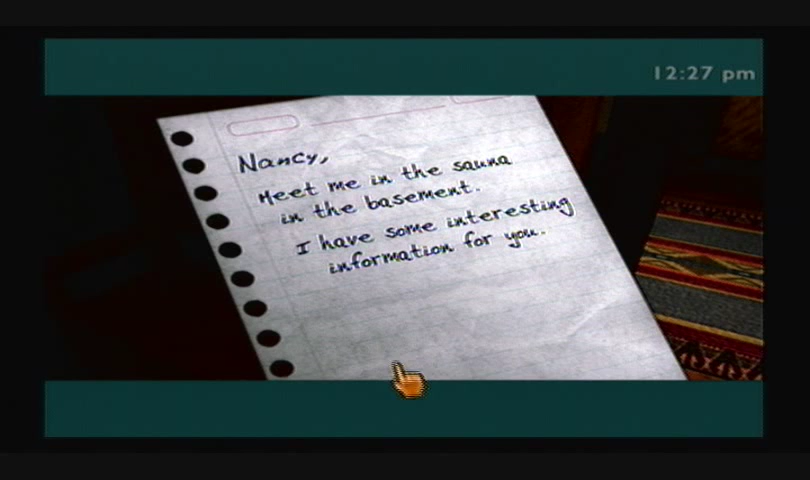 12:27 pm
Nancy,
Meet me in the sauna
in the basement.
I have some interesting
information for you.